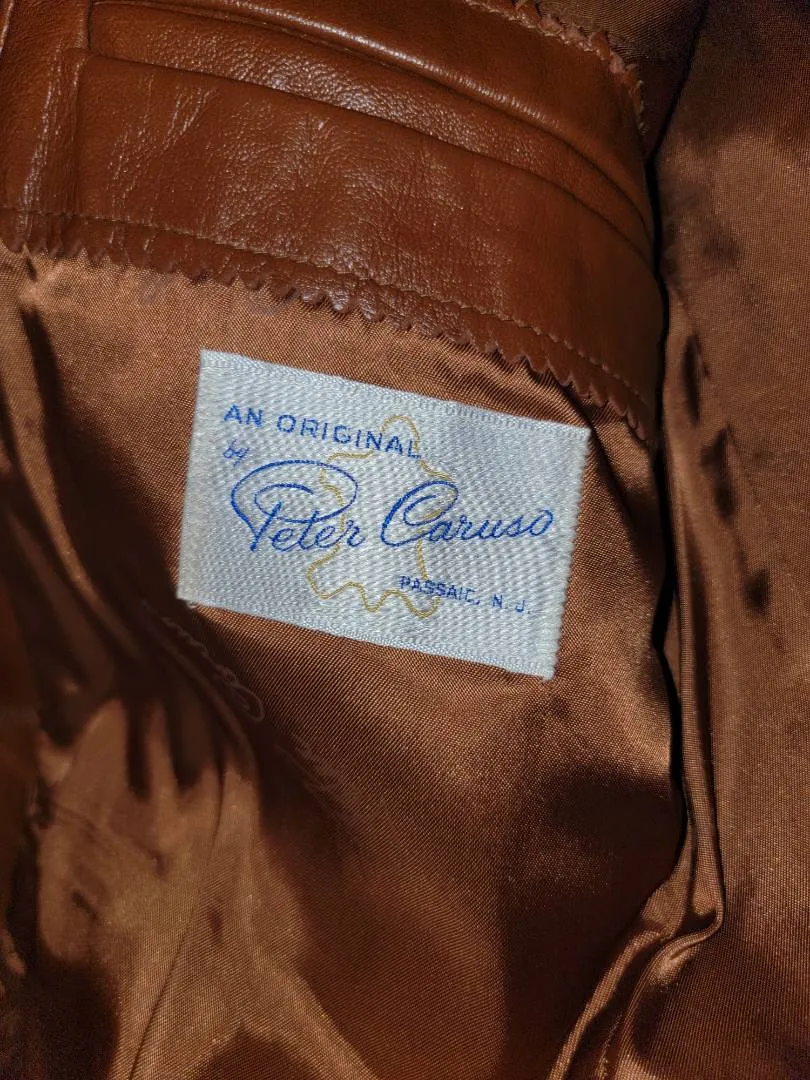 AN ORIGINAL
by
Peter Caruso
PASSAIC, N. J.